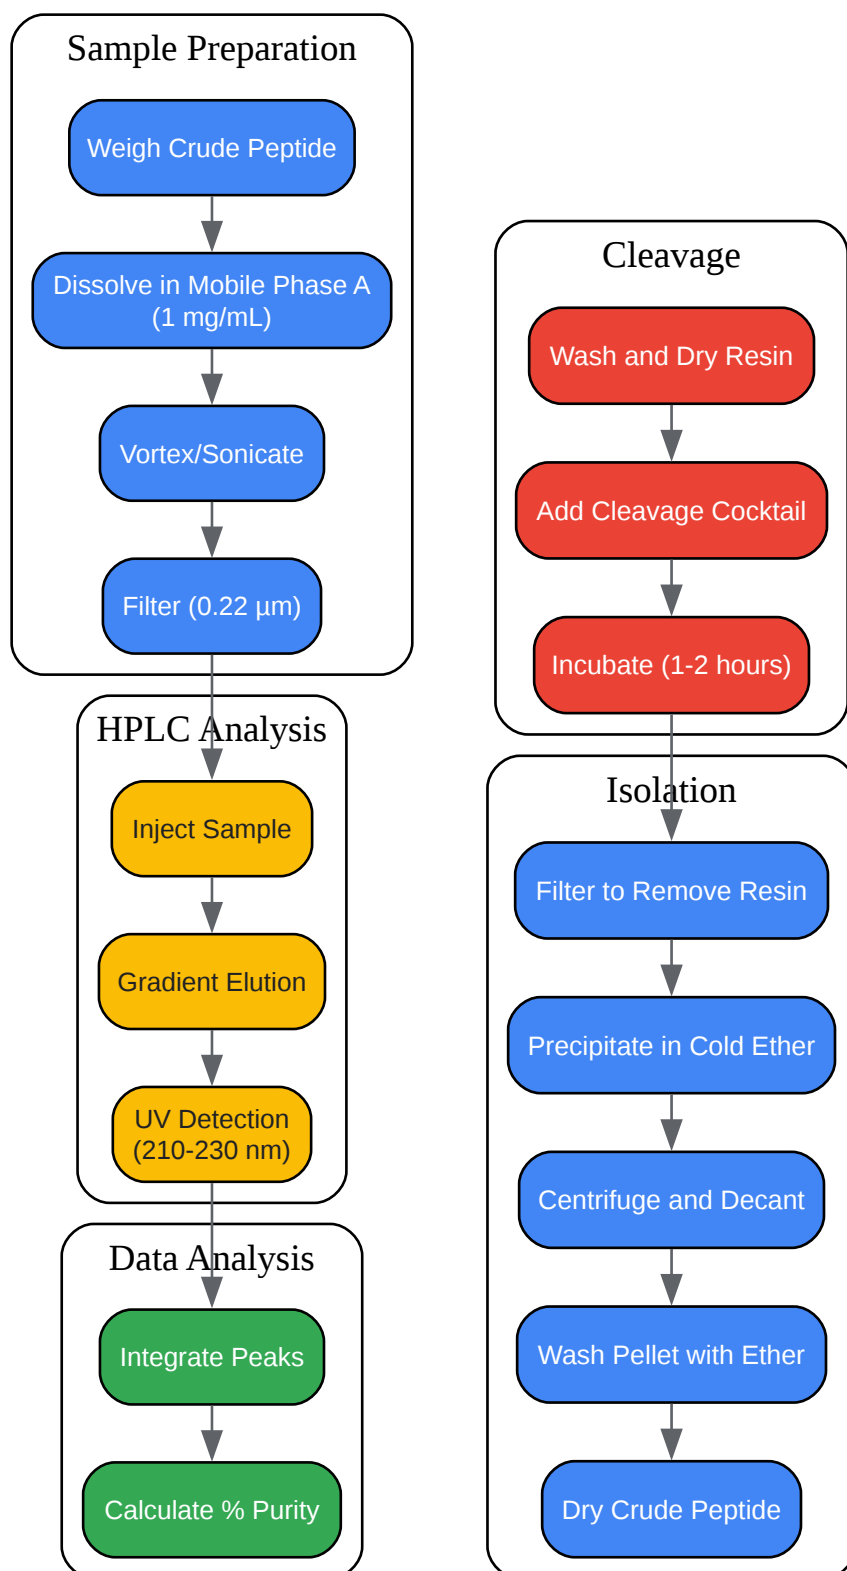 Sample Preparation
Weigh Crude Peptide
Dissolve in Mobile Phase A
(1 mg/mL)
Vortex/Sonicate
Filter (0.22 µm)
HPLC Analysis
Inject Sample
Gradient Elution
UV Detection
(210-230 nm)
Data Analysis
Integrate Peaks
Calculate % Purity
Cleavage
Wash and Dry Resin
Add Cleavage Cocktail
Incubate (1-2 hours)
Isolation
Filter to Remove Resin
Precipitate in Cold Ether
Centrifuge and Decant
Wash Pellet with Ether
Dry Crude Peptide